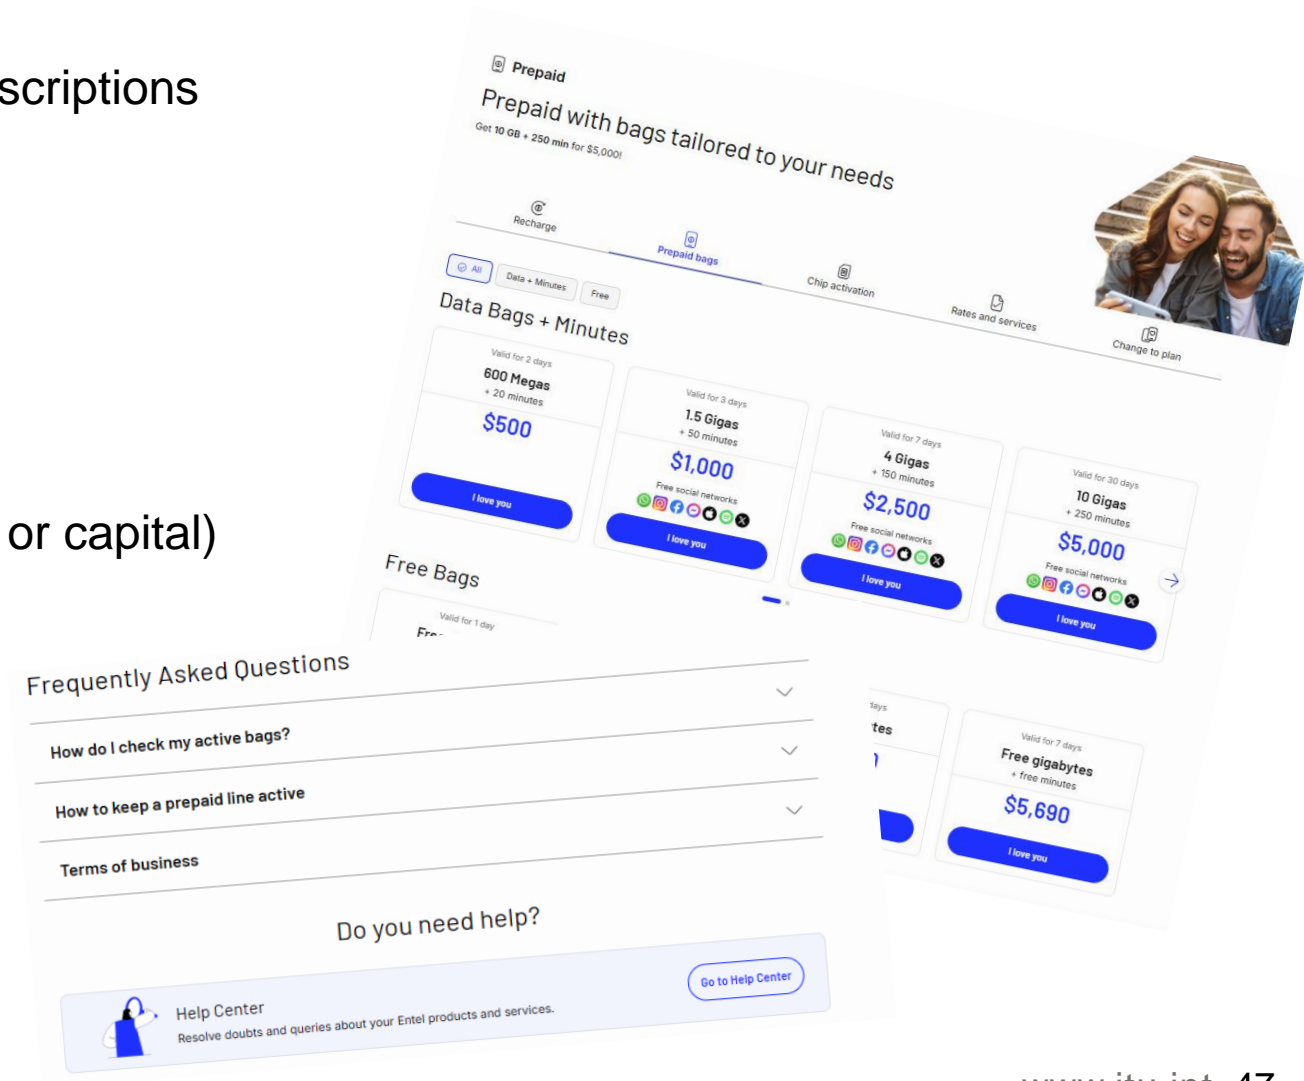 scriptions
or capital)
Prepaid
Prepaid with bags tailored to your needs
Get 10 GB + 250 min for $5,000!
Recharge
Prepaid bags
Chip activation
Rates and services
Change to plan
All
Data + Minutes
Free
Data Bags + Minutes
Valid for 2 days
600 Megas
+ 20 minutes
$500
I love you
Valid for 3 days
1.5 Gigas
+ 50 minutes
$1,000
Free social networks
I love you
Valid for 7 days
4 Gigas
+ 150 minutes
$2,500
Free social networks
I love you
Valid for 30 days
10 Gigas
+ 250 minutes
$5,000
Free social networks
I love you
Free Bags
Valid for 1 day
days
tes
Valid for 7 days
Free gigabytes
+ free minutes
$5,690
I love you
Frequently Asked Questions
How do I check my active bags?
How to keep a prepaid line active
Terms of business
Do you need help?
Help Center
Resolve doubts and queries about your Entel products and services.
Go to Help Center
www.itu.int 47